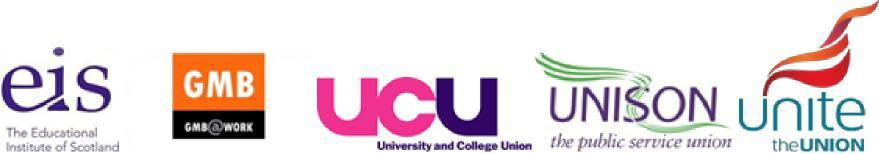 eis
The Educational
Institute of Scotland
GMB
GMB@WORK
UCU
University and College Union
UNISON
the public service union
unite
theUNION